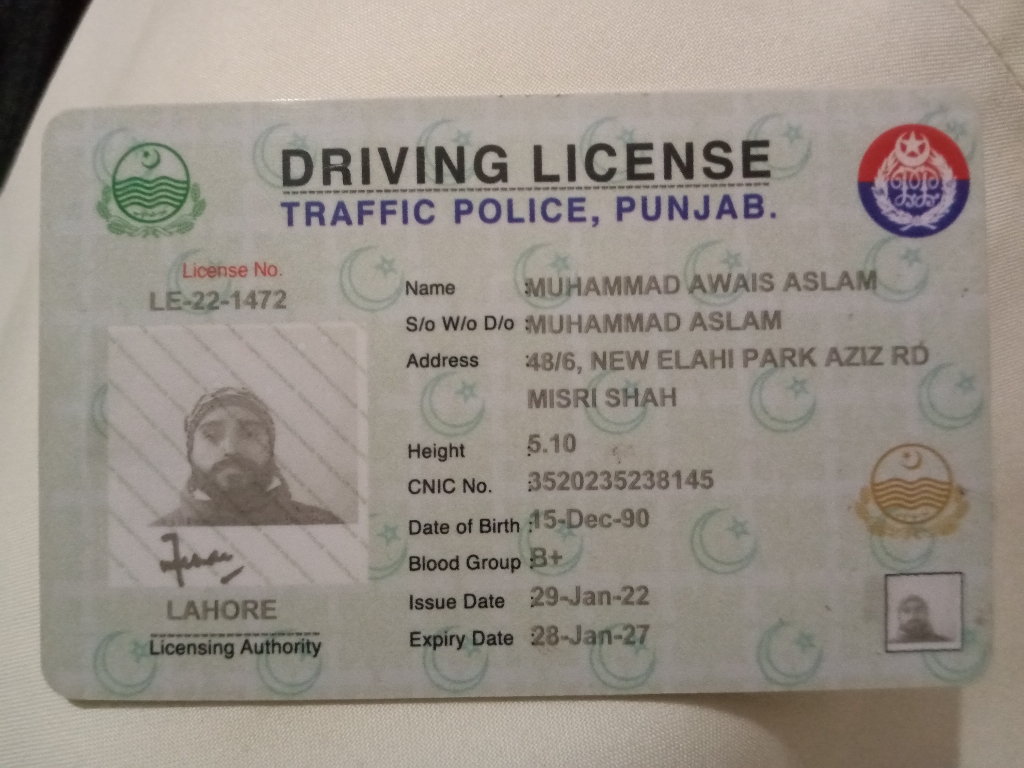 DRIVING LICENSE
TRAFFIC POLICE, PUNJAB.
License No.
LE-22-1472
Name :MUHAMMAD AWAIS ASLAM
S/o W/o D/o :MUHAMMAD ASLAM
Address :48/6, NEW ELAHI PARK AZIZ RD
MISRI SHAH
Height :5.10
CNIC No. :3520235238145
Date of Birth :15-Dec-90
Blood Group :B+
Issue Date :29-Jan-22
Expiry Date :28-Jan-27
LAHORE
Licensing Authority